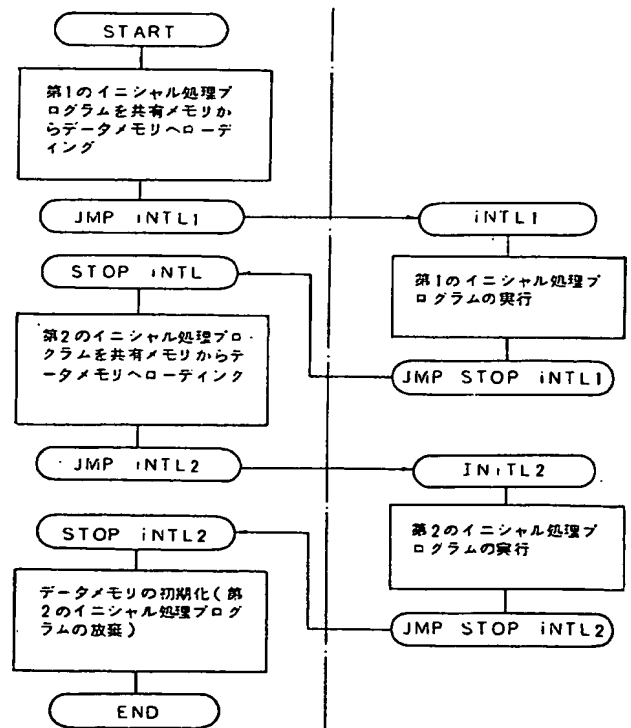 START
第1のイニシャル処理プ
ログラムを共有メモリか
らデータメモリへローデ
ィング
JMP iNTL1
iNTL1
第1のイニシャル処理プ
ログラムの実行
JMP STOP iNTL1
STOP iNTL
第2のイニシャル処理プロ
グラムを共有メモリからデ
ータメモリへローディング
JMP iNTL2
INiTL2
第2のイニシャル処理プ
ログラムの実行
JMP STOP iNTL2
STOP iNTL2
データメモリの初期化(第
2のイニシャル処理プログ
ラムの放棄)
END